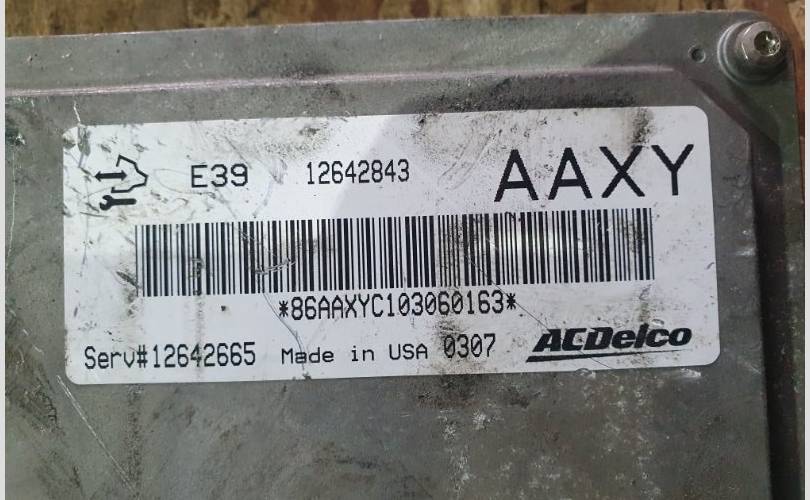 E39 12642843 AAXY
*86AAXYC103060163*
Serv#12642665 Made in USA 0307 ACDelco